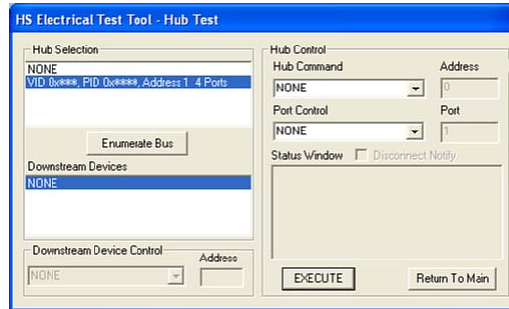 HS Electrical Test Tool - Hub Test
Hub Selection
NONE
VID 0x***, PID 0x****, Address 1 4 Ports
Enumerate Bus
Downstream Devices
NONE
Downstream Device Control
Address
NONE
Hub Control
Hub Command
Address
NONE
0
Port Control
Port
NONE
1
Status Window
Disconnect Notify
EXECUTE
Return To Main